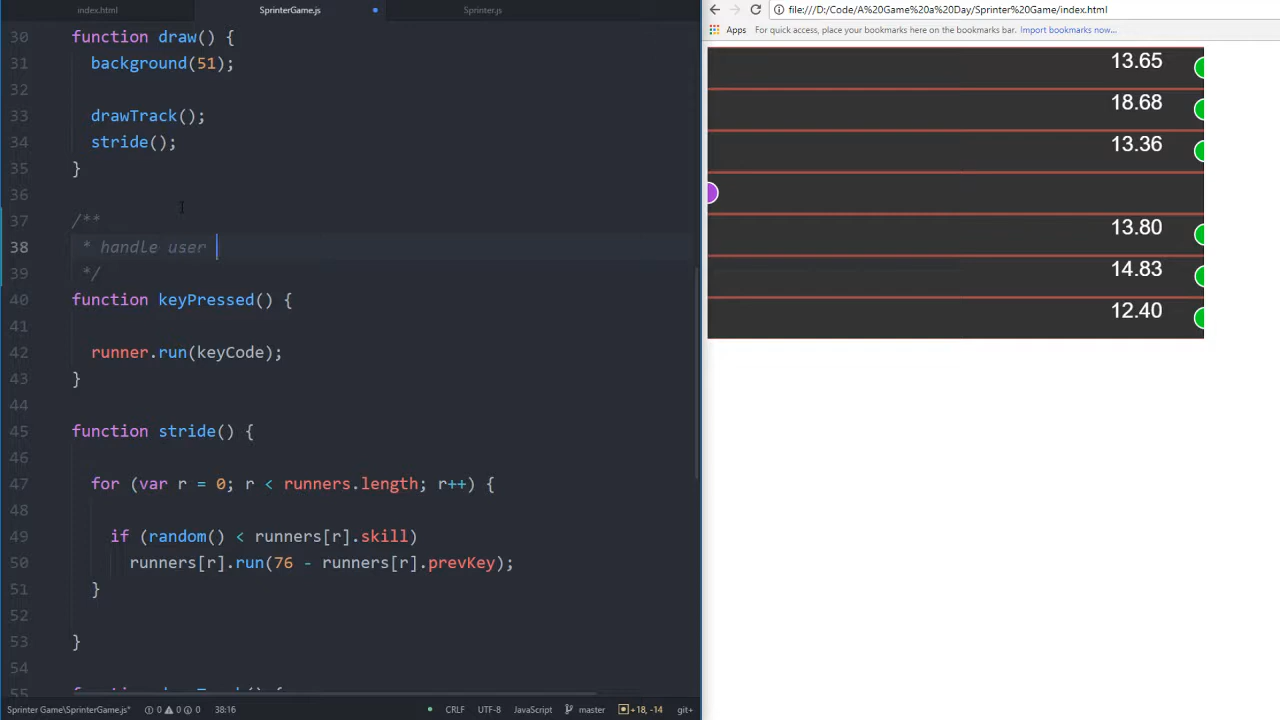 index.html
SprinterGame.js
Sprinter.js
30 function draw() {
31 background(51);
32
33 drawTrack();
34 stride();
35 }
36
37 /**
38 * handle user
39 */
40 function keyPressed() {
41
42 runner.run(keyCode);
43 }
44
45 function stride() {
46
47 for (var r = 0; r < runners.length; r++) {
48
49 if (random() < runners[r].skill)
50 runners[r].run(76 - runners[r].prevKey);
51 }
52
53 }
54
55 function drawTrack() {
Sprinter Game\SprinterGame.js* 0 0 0 38:16 CRLF UTF-8 JavaScript master +18, -14 git+
file:///D:/Code/A%20Game%20a%20Day/Sprinter%20Game/index.html
Apps For quick access, place your bookmarks here on the bookmarks bar. Import bookmarks now...
13.65
18.68
13.36
13.80
14.83
12.40